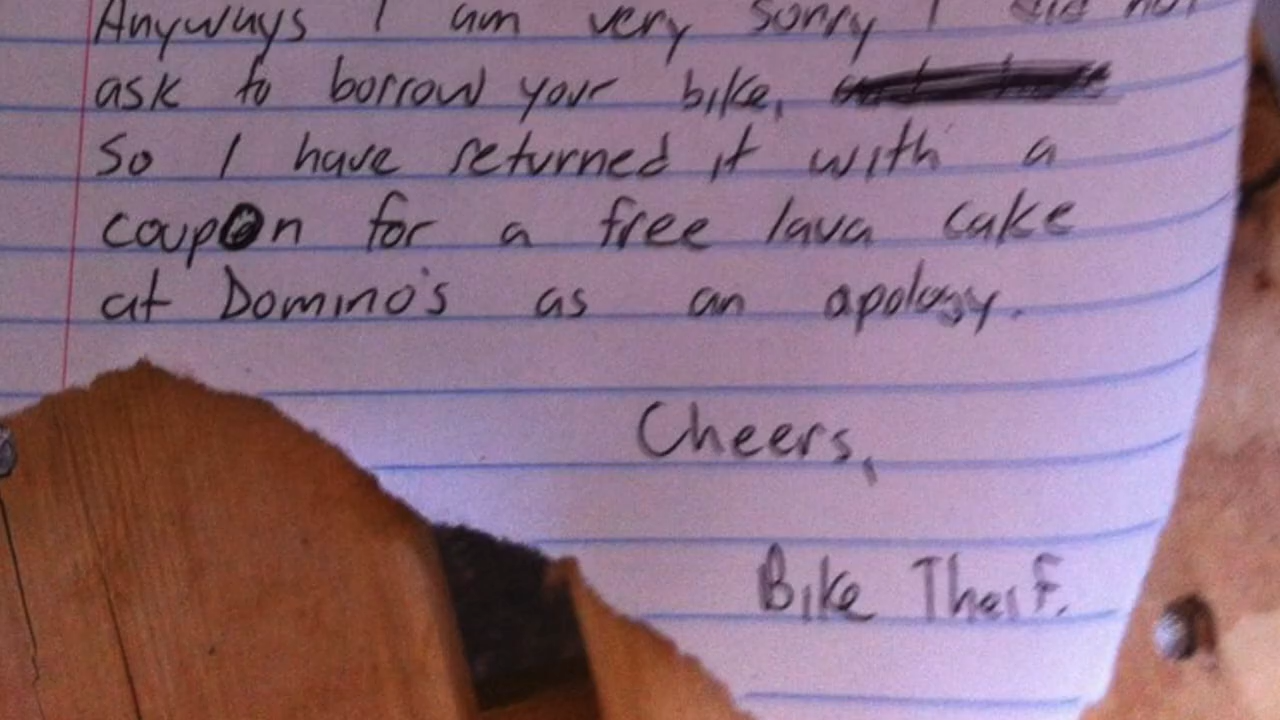 Anyways I am very sorry I did not
ask to borrow your bike,
So I have returned it with a
coupon for a free lava cake
at Domino's as an apology.
Cheers,
Bike Theif.